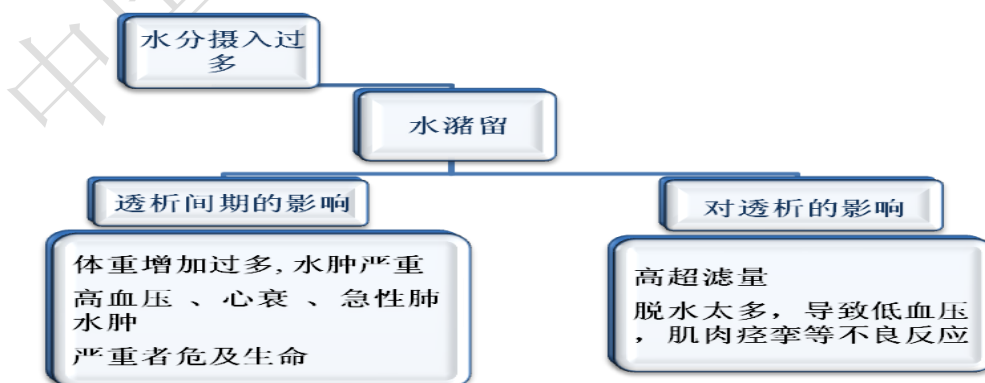 中
水分摄入过
多
水潴留
透析间期的影响
体重增加过多,水肿严重
高血压 、心衰 、急性肺
水肿
严重者危及生命
对透析的影响
高超滤量
脱水太多，导致低血压
，肌肉痉挛等不良反应